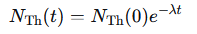 N_Th(t) = N_Th(0)e^{−λt}